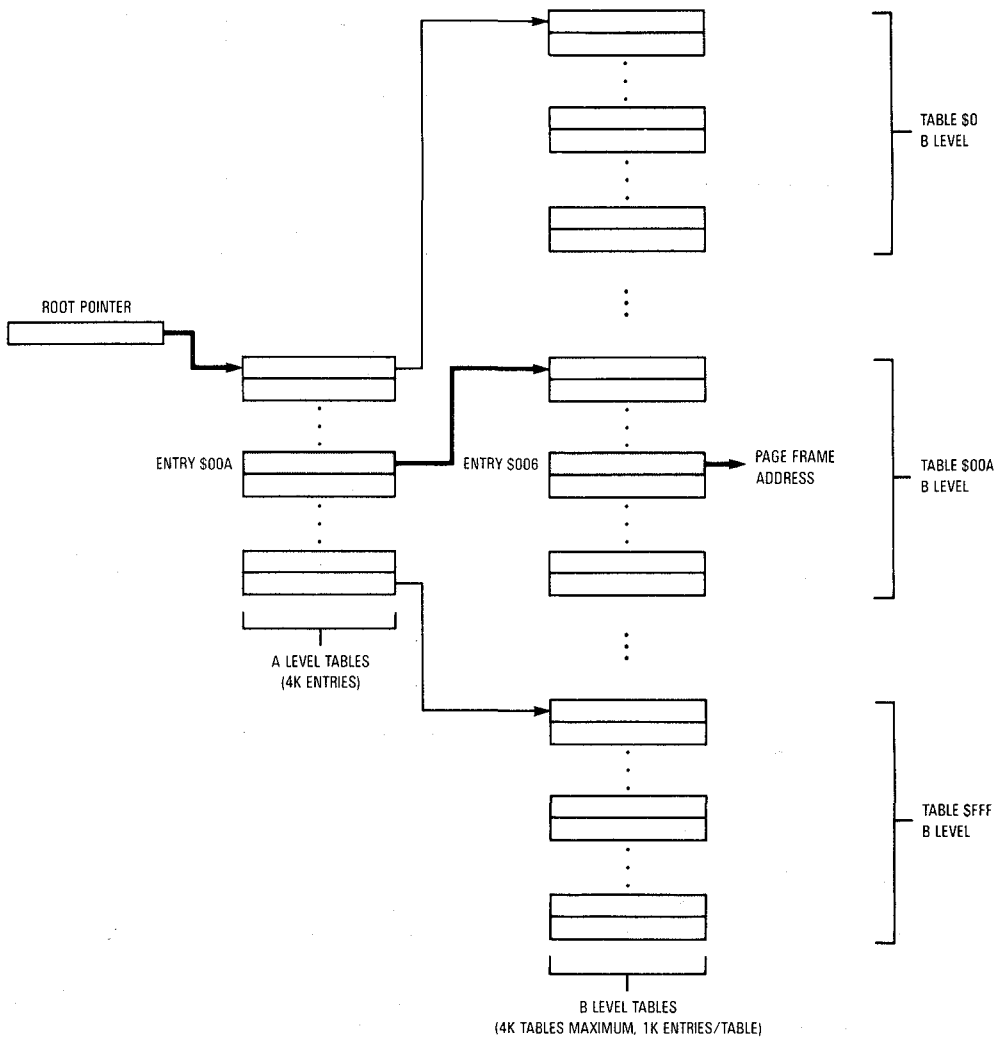 TABLE $0
B LEVEL
ROOT POINTER
ENTRY $00A
ENTRY $006
PAGE FRAME
ADDRESS
TABLE $00A
B LEVEL
A LEVEL TABLES
(4K ENTRIES)
TABLE $FFF
B LEVEL
B LEVEL TABLES
(4K TABLES MAXIMUM, 1K ENTRIES/TABLE)